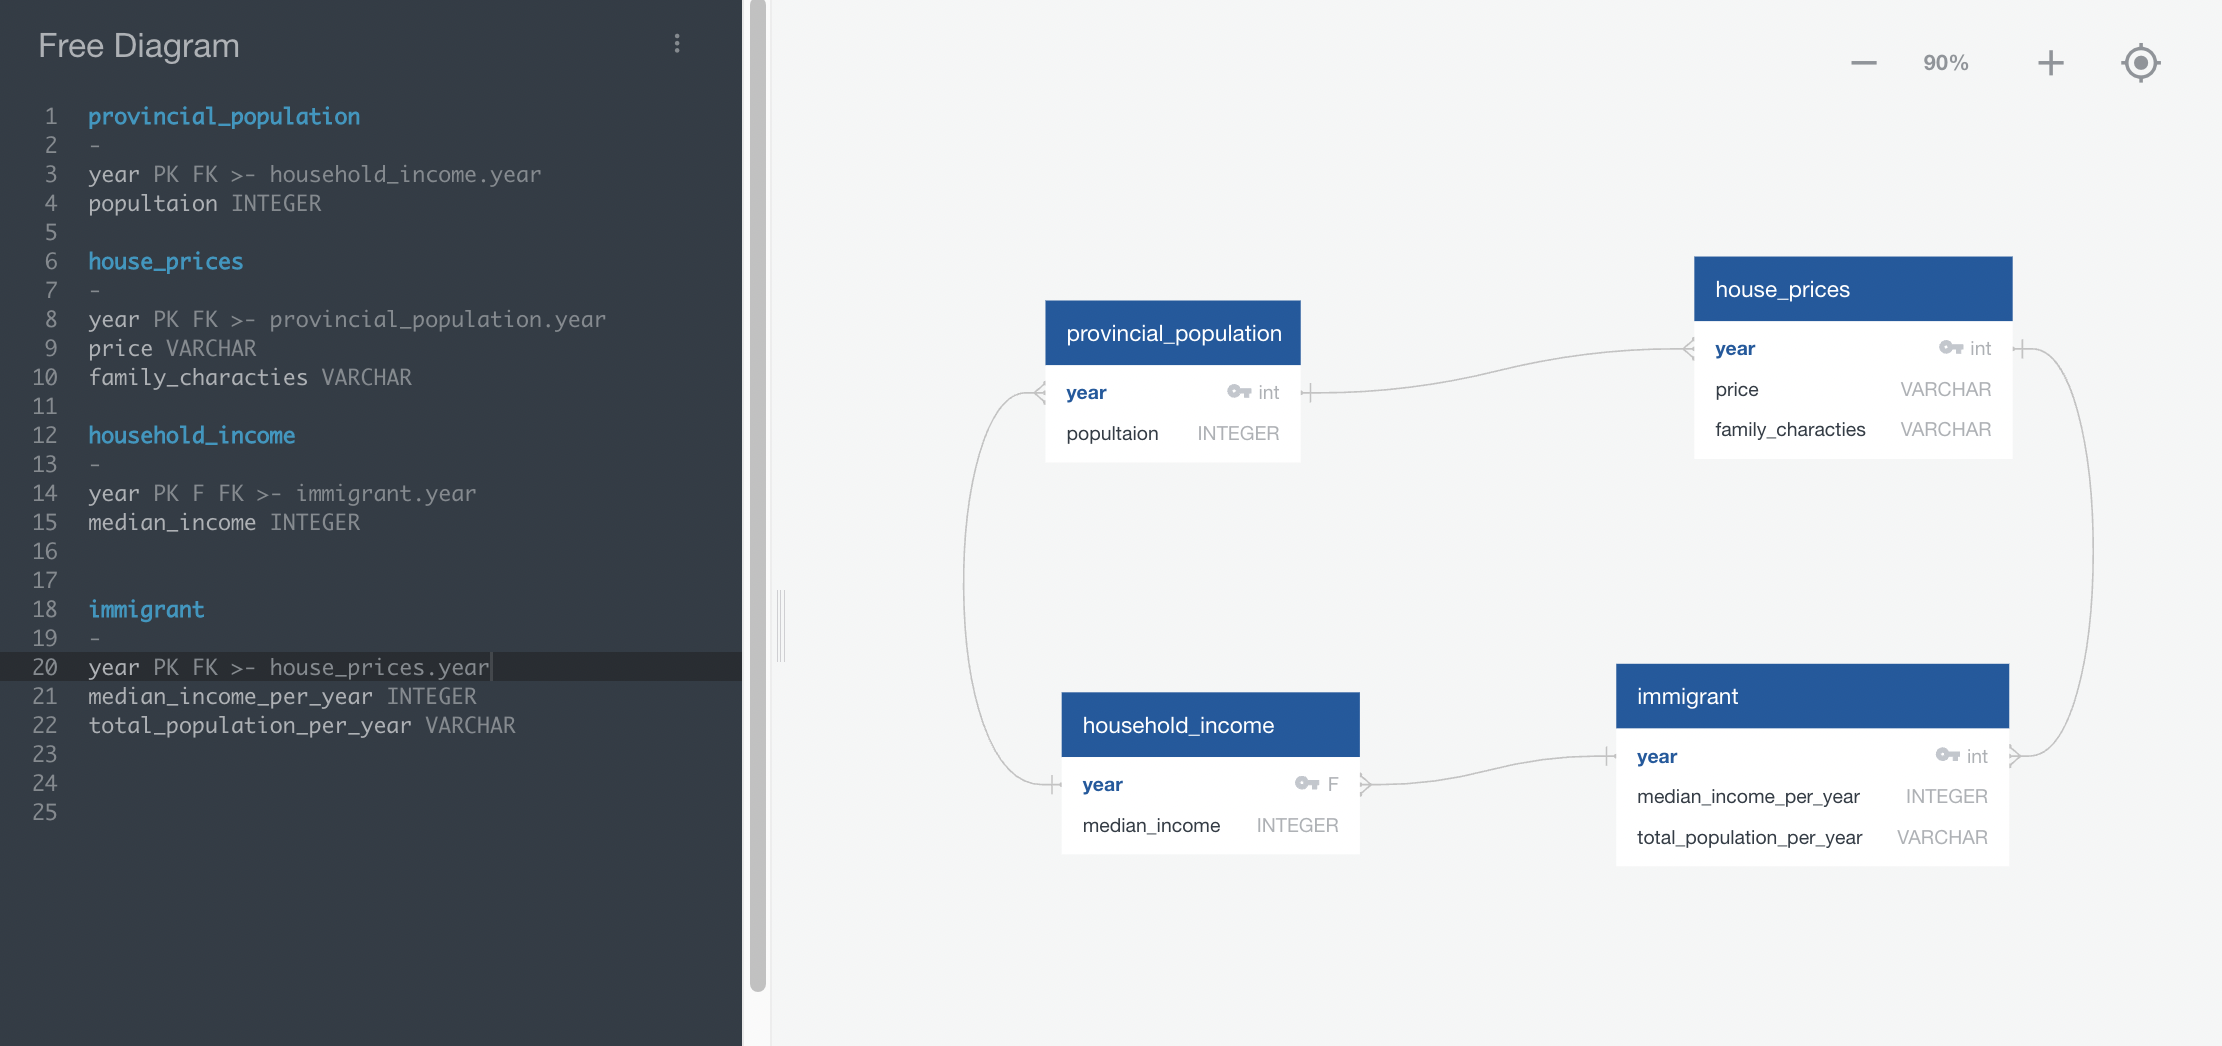 Free Diagram
1 provincial_population
2 -
3 year PK FK >- household_income.year
4 popultaion INTEGER
5
6 house_prices
7 -
8 year PK FK >- provincial_population.year
9 price VARCHAR
10 family_characties VARCHAR
11
12 household_income
13 -
14 year PK F FK >- immigrant.year
15 median_income INTEGER
16
17
18 immigrant
19 -
20 year PK FK >- house_prices.year
21 median_income_per_year INTEGER
22 total_population_per_year VARCHAR
23
24
25
90%
provincial_population
year int
popultaion INTEGER
house_prices
year int
price VARCHAR
family_characties VARCHAR
household_income
year F
median_income INTEGER
immigrant
year int
median_income_per_year INTEGER
total_population_per_year VARCHAR